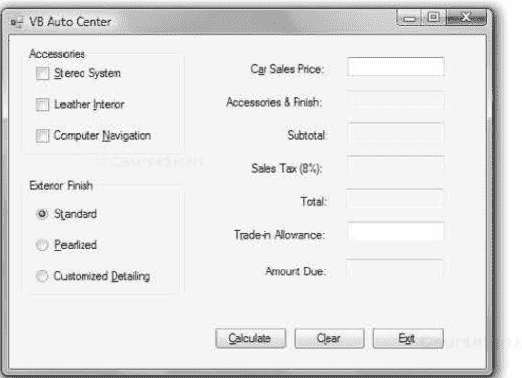 VB Auto Center
Accessories
Stereo System
Leather Interior
Computer Navigation
Exterior Finish
Standard
Pearlized
Customized Detailing
Car Sales Price:
Accessories & Finish:
Subtotal:
Sales Tax (8%):
Total:
Trade-in Allowance:
Amount Due:
Calculate
Clear
Exit